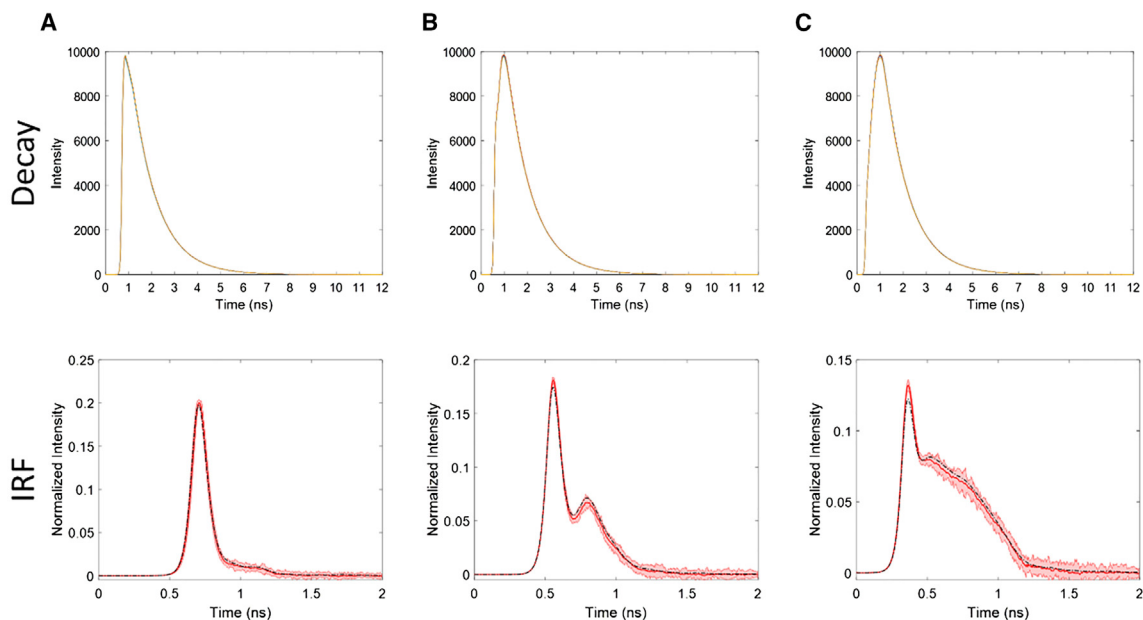 A
B
C
Decay
Intensity
10000
8000
6000
4000
2000
0
0 1 2 3 4 5 6 7 8 9 10 11 12
Time (ns)
Intensity
10000
8000
6000
4000
2000
0
0 1 2 3 4 5 6 7 8 9 10 11 12
Time (ns)
Intensity
10000
8000
6000
4000
2000
0
0 1 2 3 4 5 6 7 8 9 10 11 12
Time (ns)
IRF
Normalized Intensity
0.25
0.2
0.15
0.1
0.05
0
0 0.5 1 1.5 2
Time (ns)
Normalized Intensity
0.2
0.15
0.1
0.05
0
0 0.5 1 1.5 2
Time (ns)
Normalized Intensity
0.15
0.1
0.05
0
0 0.5 1 1.5 2
Time (ns)